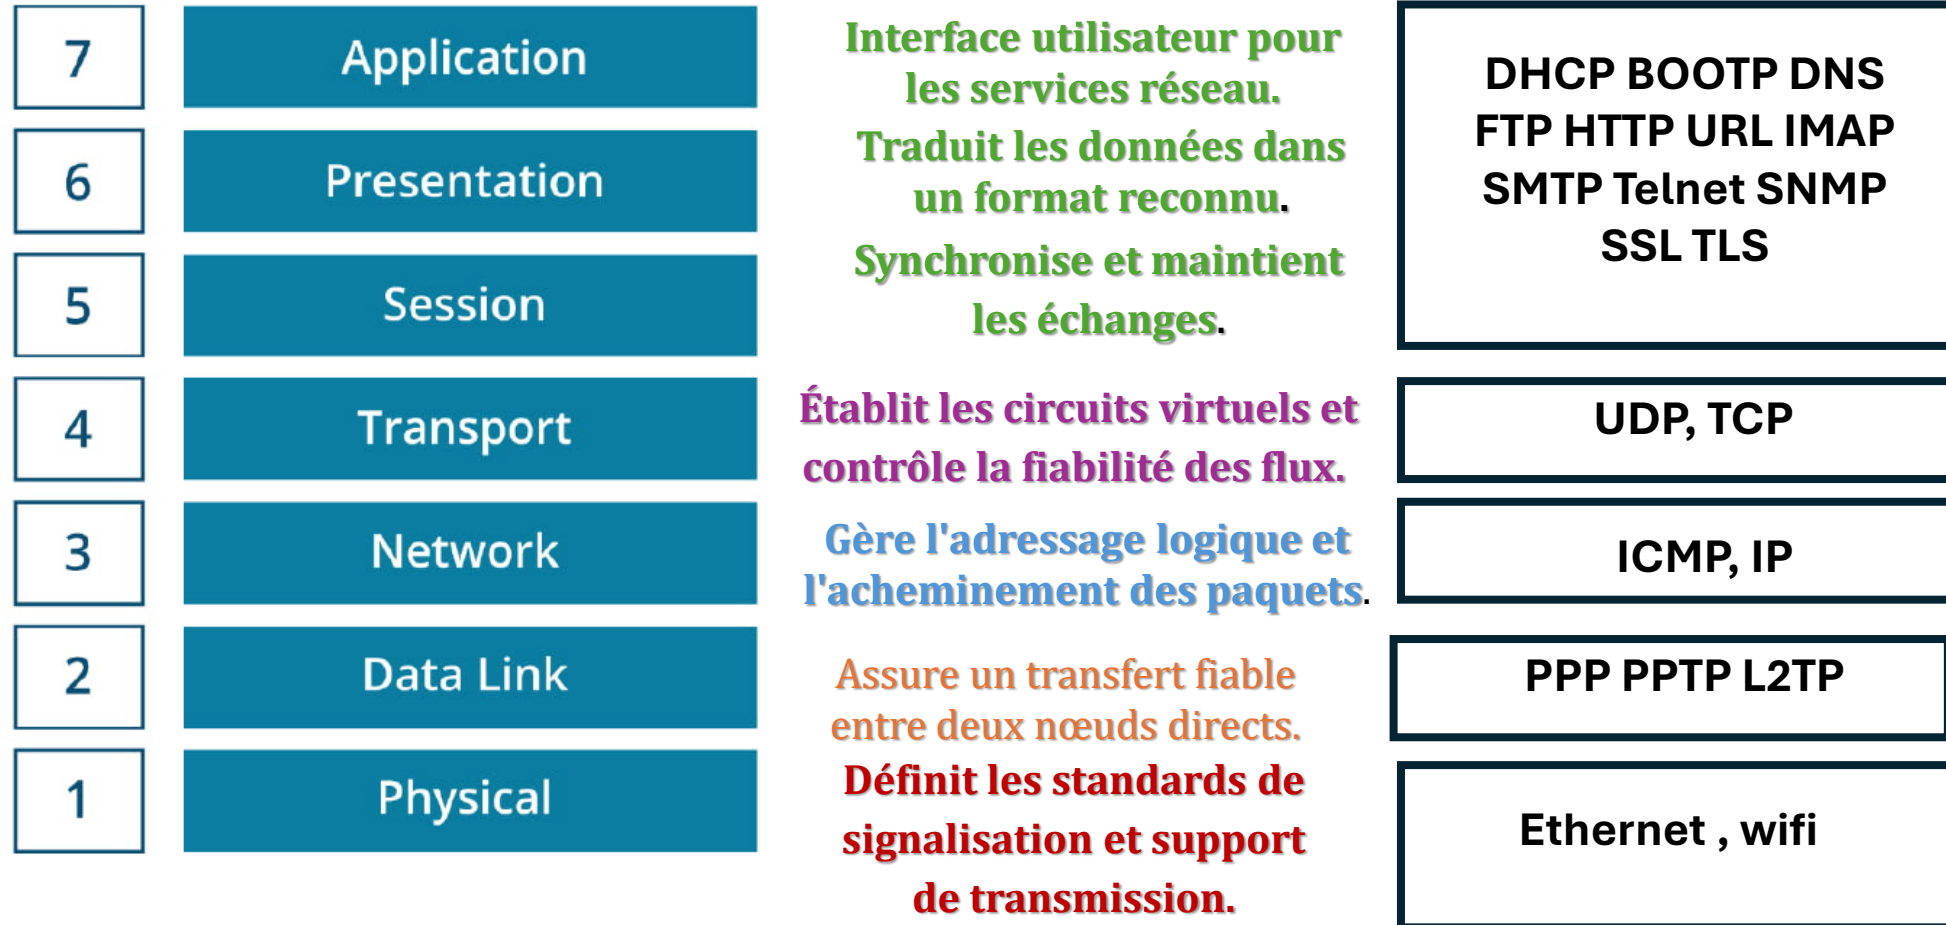 7
Application
Interface utilisateur pour
les services réseau.
6
Presentation
Traduit les données dans
un format reconnu.
5
Session
Synchronise et maintient
les échanges.
DHCP BOOTP DNS
FTP HTTP URL IMAP
SMTP Telnet SNMP
SSL TLS
4
Transport
Établit les circuits virtuels et
contrôle la fiabilité des flux.
UDP, TCP
3
Network
Gère l'adressage logique et
l'acheminement des paquets.
ICMP, IP
2
Data Link
Assure un transfert fiable
entre deux nœuds directs.
PPP PPTP L2TP
1
Physical
Définit les standards de
signalisation et support
de transmission.
Ethernet , wifi